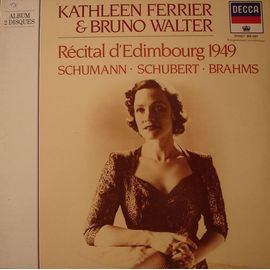 ALBUM
2 DISQUES
KATHLEEN FERRIER
& BRUNO WALTER
DECCA
Récital d'Edimbourg 1949
SCHUMANN · SCHUBERT · BRAHMS